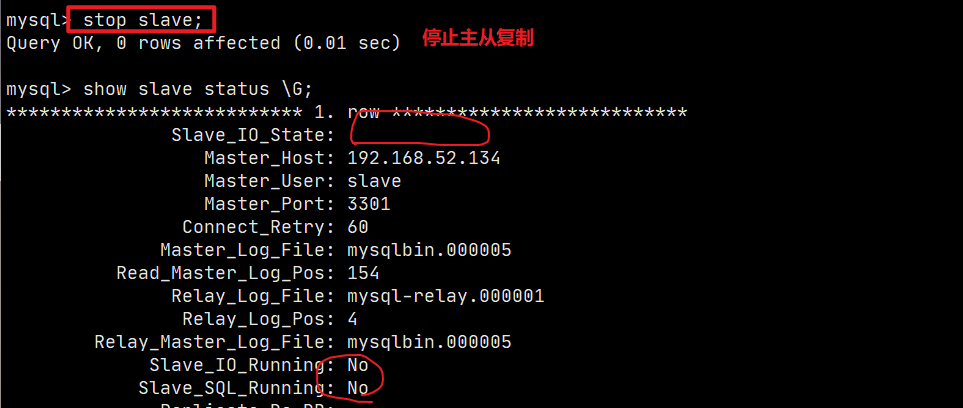 mysql> stop slave;
Query OK, 0 rows affected (0.01 sec) 停止主从复制
mysql> show slave status \G;
*************************** 1. row ***************************
Slave_IO_State:
Master_Host: 192.168.52.134
Master_User: slave
Master_Port: 3301
Connect_Retry: 60
Master_Log_File: mysqlbin.000005
Read_Master_Log_Pos: 154
Relay_Log_File: mysql-relay.000001
Relay_Log_Pos: 4
Relay_Master_Log_File: mysqlbin.000005
Slave_IO_Running: No
Slave_SQL_Running: No